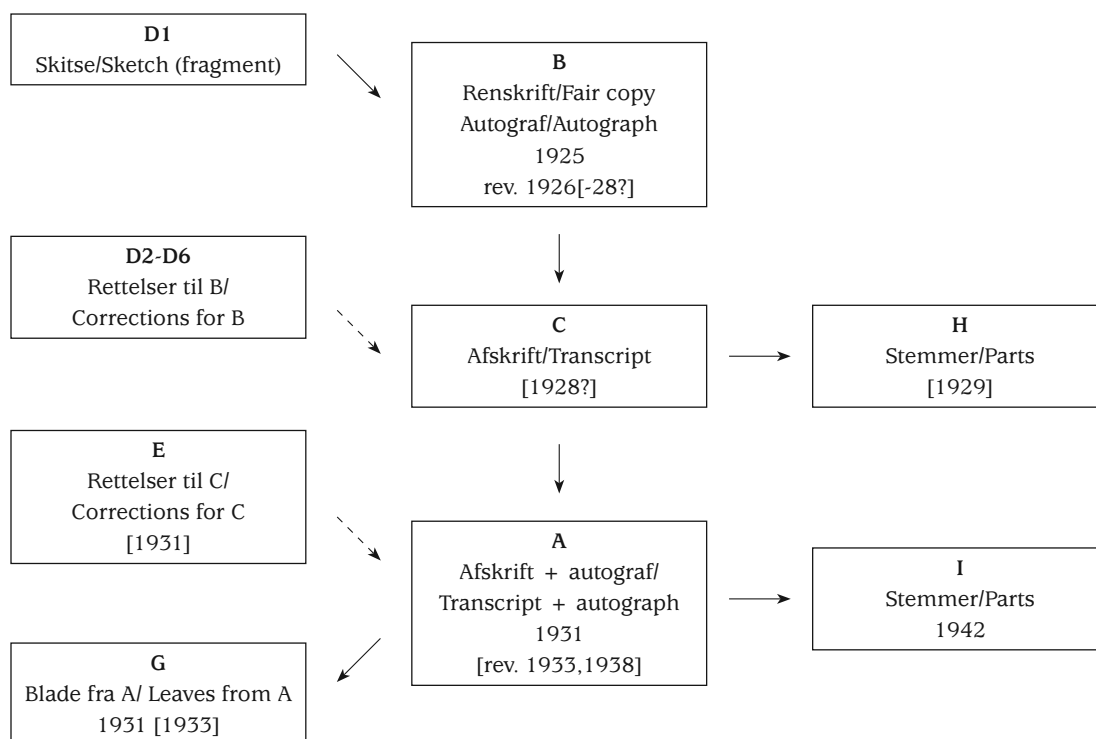 D1
Skitse/Sketch (fragment)
B
Renskrift/Fair copy
Autograf/Autograph
1925
rev. 1926[-28?]
D2-D6
Rettelser til B/
Corrections for B
C
Afskrift/Transcript
[1928?]
H
Stemmer/Parts
[1929]
E
Rettelser til C/
Corrections for C
[1931]
A
Afskrift + autograf/
Transcript + autograph
1931
[rev. 1933,1938]
I
Stemmer/Parts
1942
G
Blade fra A/ Leaves from A
1931 [1933]